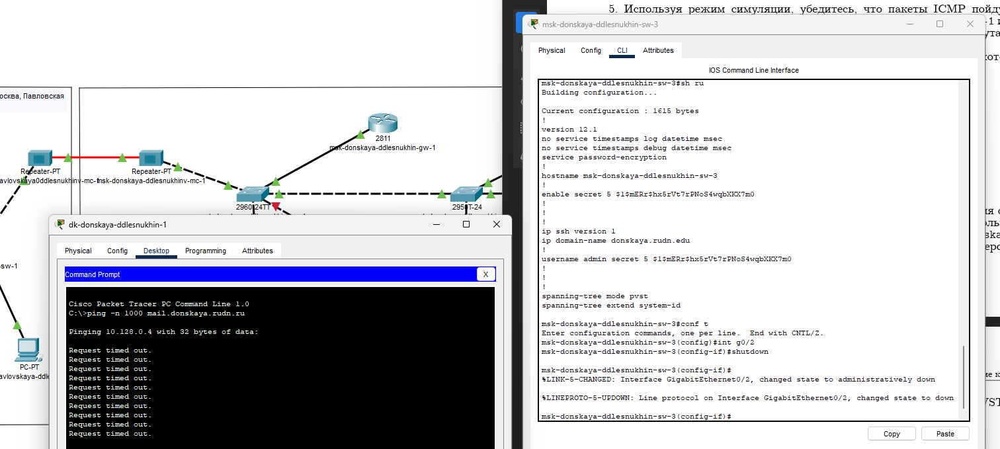 5. Используя режим симуляции, убедитесь, что пакеты ICMP пойду
msk-donskaya-ddlesnukhin-sw-3
Physical Config CLI Attributes
IOS Command Line Interface
msk-donskaya-ddlesnukhin-sw-3#sh ru
Building configuration...
Current configuration : 1615 bytes
!
version 12.1
no service timestamps log datetime msec
no service timestamps debug datetime msec
service password-encryption
!
hostname msk-donskaya-ddlesnukhin-sw-3
!
enable secret 5 $1$mERr$hx5rVt7rPNoS4wqbXKX7m0
!
!
!
!
ip ssh version 1
ip domain-name donskaya.rudn.edu
!
username admin secret 5 $1$mERr$hx5rVt7rPNoS4wqbXKX7m0
!
!
!
spanning-tree mode pvst
spanning-tree extend system-id
msk-donskaya-ddlesnukhin-sw-3#conf t
Enter configuration commands, one per line.  End with CNTL/Z.
msk-donskaya-ddlesnukhin-sw-3(config)#int g0/2
msk-donskaya-ddlesnukhin-sw-3(config-if)#shutdown
msk-donskaya-ddlesnukhin-sw-3(config-if)#
%LINK-5-CHANGED: Interface GigabitEthernet0/2, changed state to administratively down
%LINEPROTO-5-UPDOWN: Line protocol on Interface GigabitEthernet0/2, changed state to down
msk-donskaya-ddlesnukhin-sw-3(config-if)#
Copy Paste
осква, Павловская
2811
msk-donskaya-ddlesnukhin-gw-1
Repeater-PT
avlovskaya0ddlesnukhinv-mc-1
Repeater-PT
msk-donskaya-ddlesnukhinv-mc-1
2960-24TT
2950T-24
-sw-1
PC-PT
avlovskaya-ddle
dk-donskaya-ddlesnukhin-1
Physical Config Desktop Programming Attributes
Command Prompt X
Cisco Packet Tracer PC Command Line 1.0
C:\>ping -n 1000 mail.donskaya.rudn.ru
Pinging 10.128.0.4 with 32 bytes of data:
Request timed out.
Request timed out.
Request timed out.
Request timed out.
Request timed out.
Request timed out.
Request timed out.
Request timed out.
Request timed out.
Request timed out.